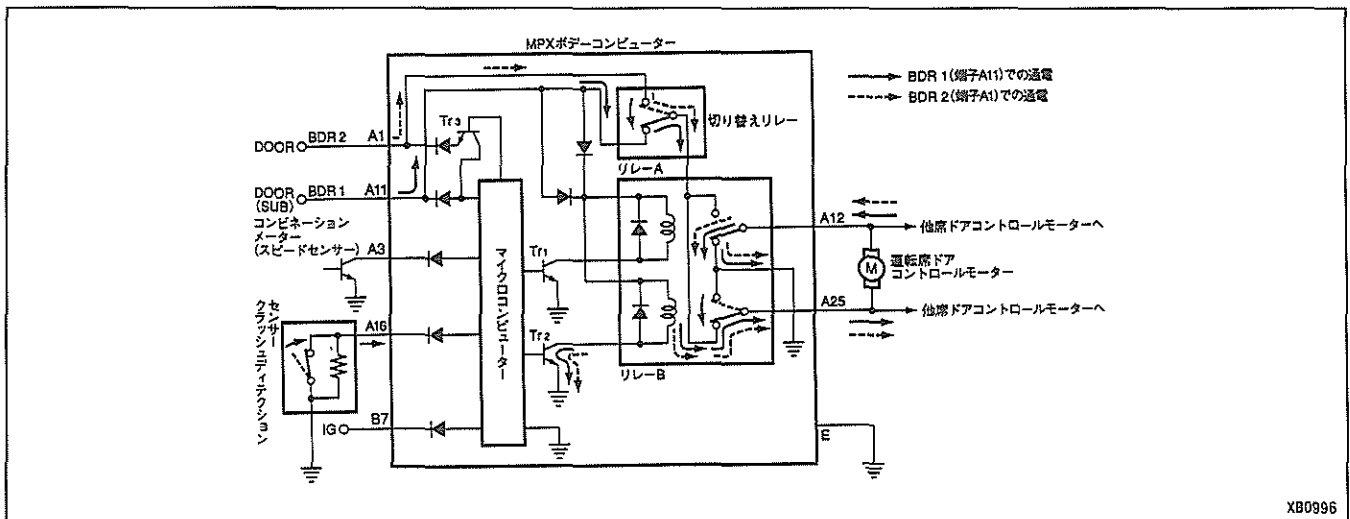 MPXボデーコンピューター
BDR 1(端子A11)での通電
BDR 2(端子A1)での通電
切り替えリレー
Tr3
DOOR BDR 2 A1
リレーA
DOOR BDR 1 A11
(SUB)
コンビネーション
メーター
(スピードセンサー) A3
A12
他席ドアコントロールモーターへ
Tr1
マイクロコンピューター
M
運転席ドア
コントロールモーター
A25
他席ドアコントロールモーターへ
センサー
クラッシュディテクション
A16
Tr2
リレーB
IG B7
E
XB0996